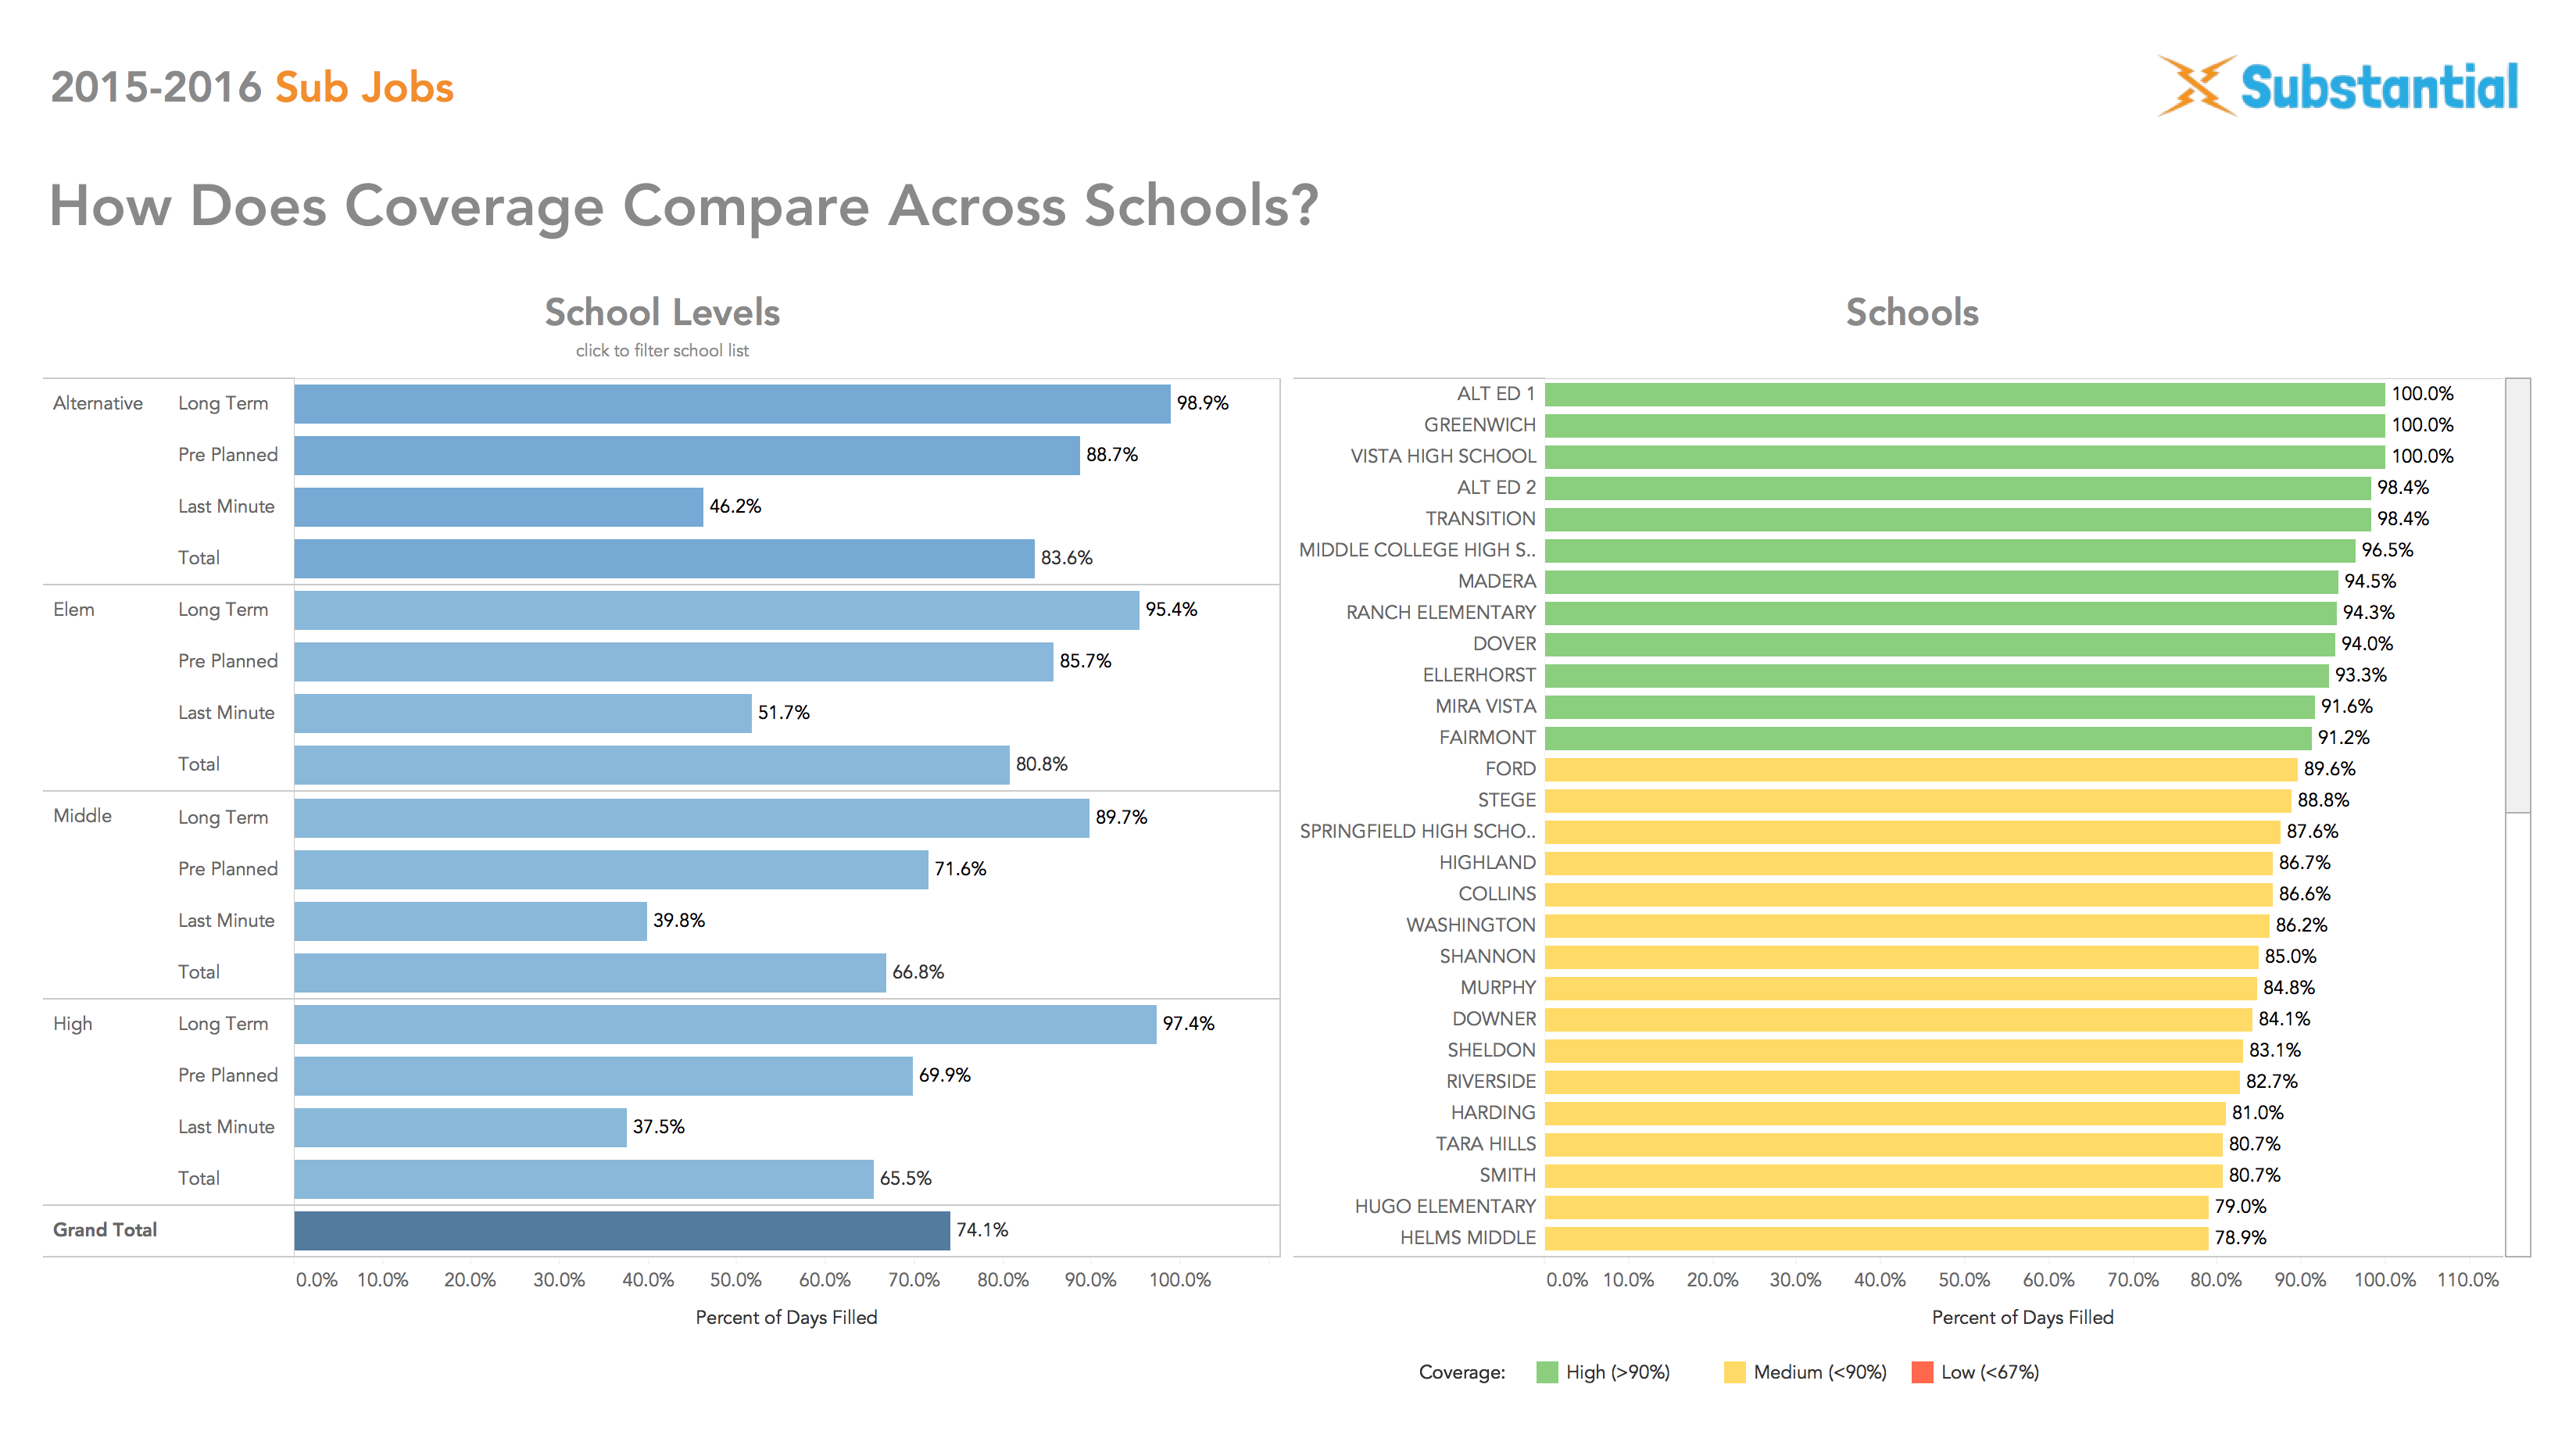 2015-2016 Sub Jobs
Substantial
How Does Coverage Compare Across Schools?
School Levels
click to filter school list
Alternative Long Term 98.9%
Pre Planned 88.7%
Last Minute 46.2%
Total 83.6%
Elem Long Term 95.4%
Pre Planned 85.7%
Last Minute 51.7%
Total 80.8%
Middle Long Term 89.7%
Pre Planned 71.6%
Last Minute 39.8%
Total 66.8%
High Long Term 97.4%
Pre Planned 69.9%
Last Minute 37.5%
Total 65.5%
Grand Total 74.1%
0.0% 10.0% 20.0% 30.0% 40.0% 50.0% 60.0% 70.0% 80.0% 90.0% 100.0%
Percent of Days Filled
Schools
ALT ED 1 100.0%
GREENWICH 100.0%
VISTA HIGH SCHOOL 100.0%
ALT ED 2 98.4%
TRANSITION 98.4%
MIDDLE COLLEGE HIGH S.. 96.5%
MADERA 94.5%
RANCH ELEMENTARY 94.3%
DOVER 94.0%
ELLERHORST 93.3%
MIRA VISTA 91.6%
FAIRMONT 91.2%
FORD 89.6%
STEGE 88.8%
SPRINGFIELD HIGH SCHO.. 87.6%
HIGHLAND 86.7%
COLLINS 86.6%
WASHINGTON 86.2%
SHANNON 85.0%
MURPHY 84.8%
DOWNER 84.1%
SHELDON 83.1%
RIVERSIDE 82.7%
HARDING 81.0%
TARA HILLS 80.7%
SMITH 80.7%
HUGO ELEMENTARY 79.0%
HELMS MIDDLE 78.9%
0.0% 10.0% 20.0% 30.0% 40.0% 50.0% 60.0% 70.0% 80.0% 90.0% 100.0% 110.0%
Percent of Days Filled
Coverage: High (>90%) Medium (<90%) Low (<67%)